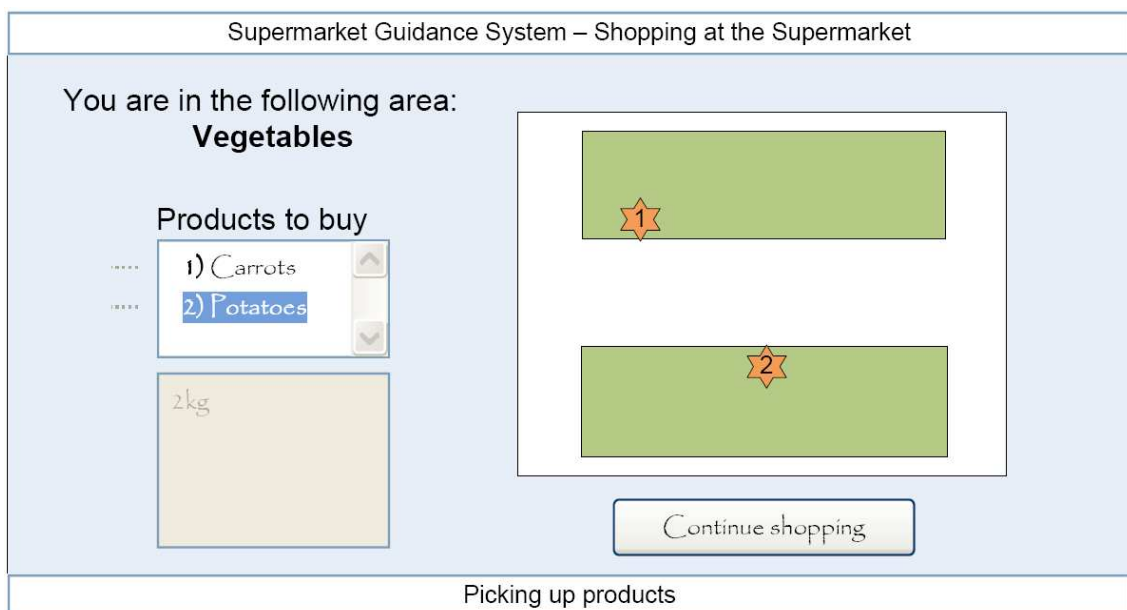 Supermarket Guidance System – Shopping at the Supermarket
You are in the following area:
Vegetables
Products to buy
1) Carrots
2) Potatoes
2kg
1
2
Continue shopping
Picking up products